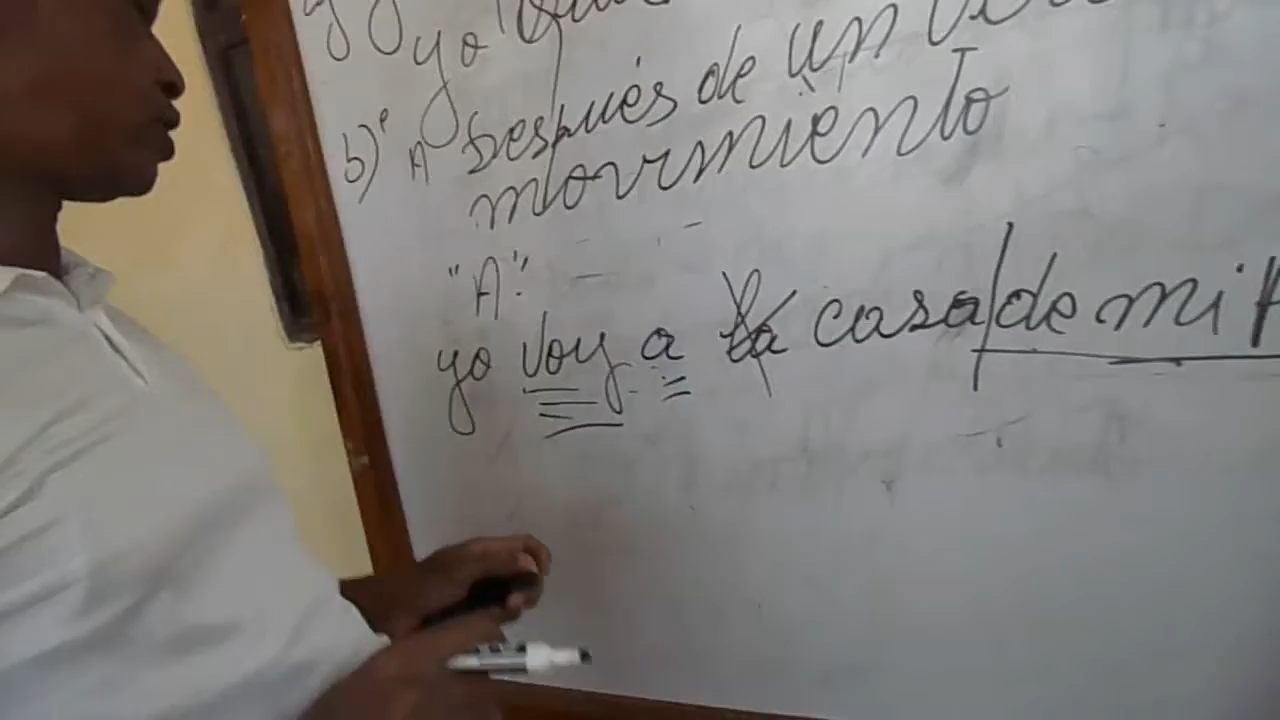 yo
b) A Después de un
movimiento
"A":
yo voy a la casa/de mi